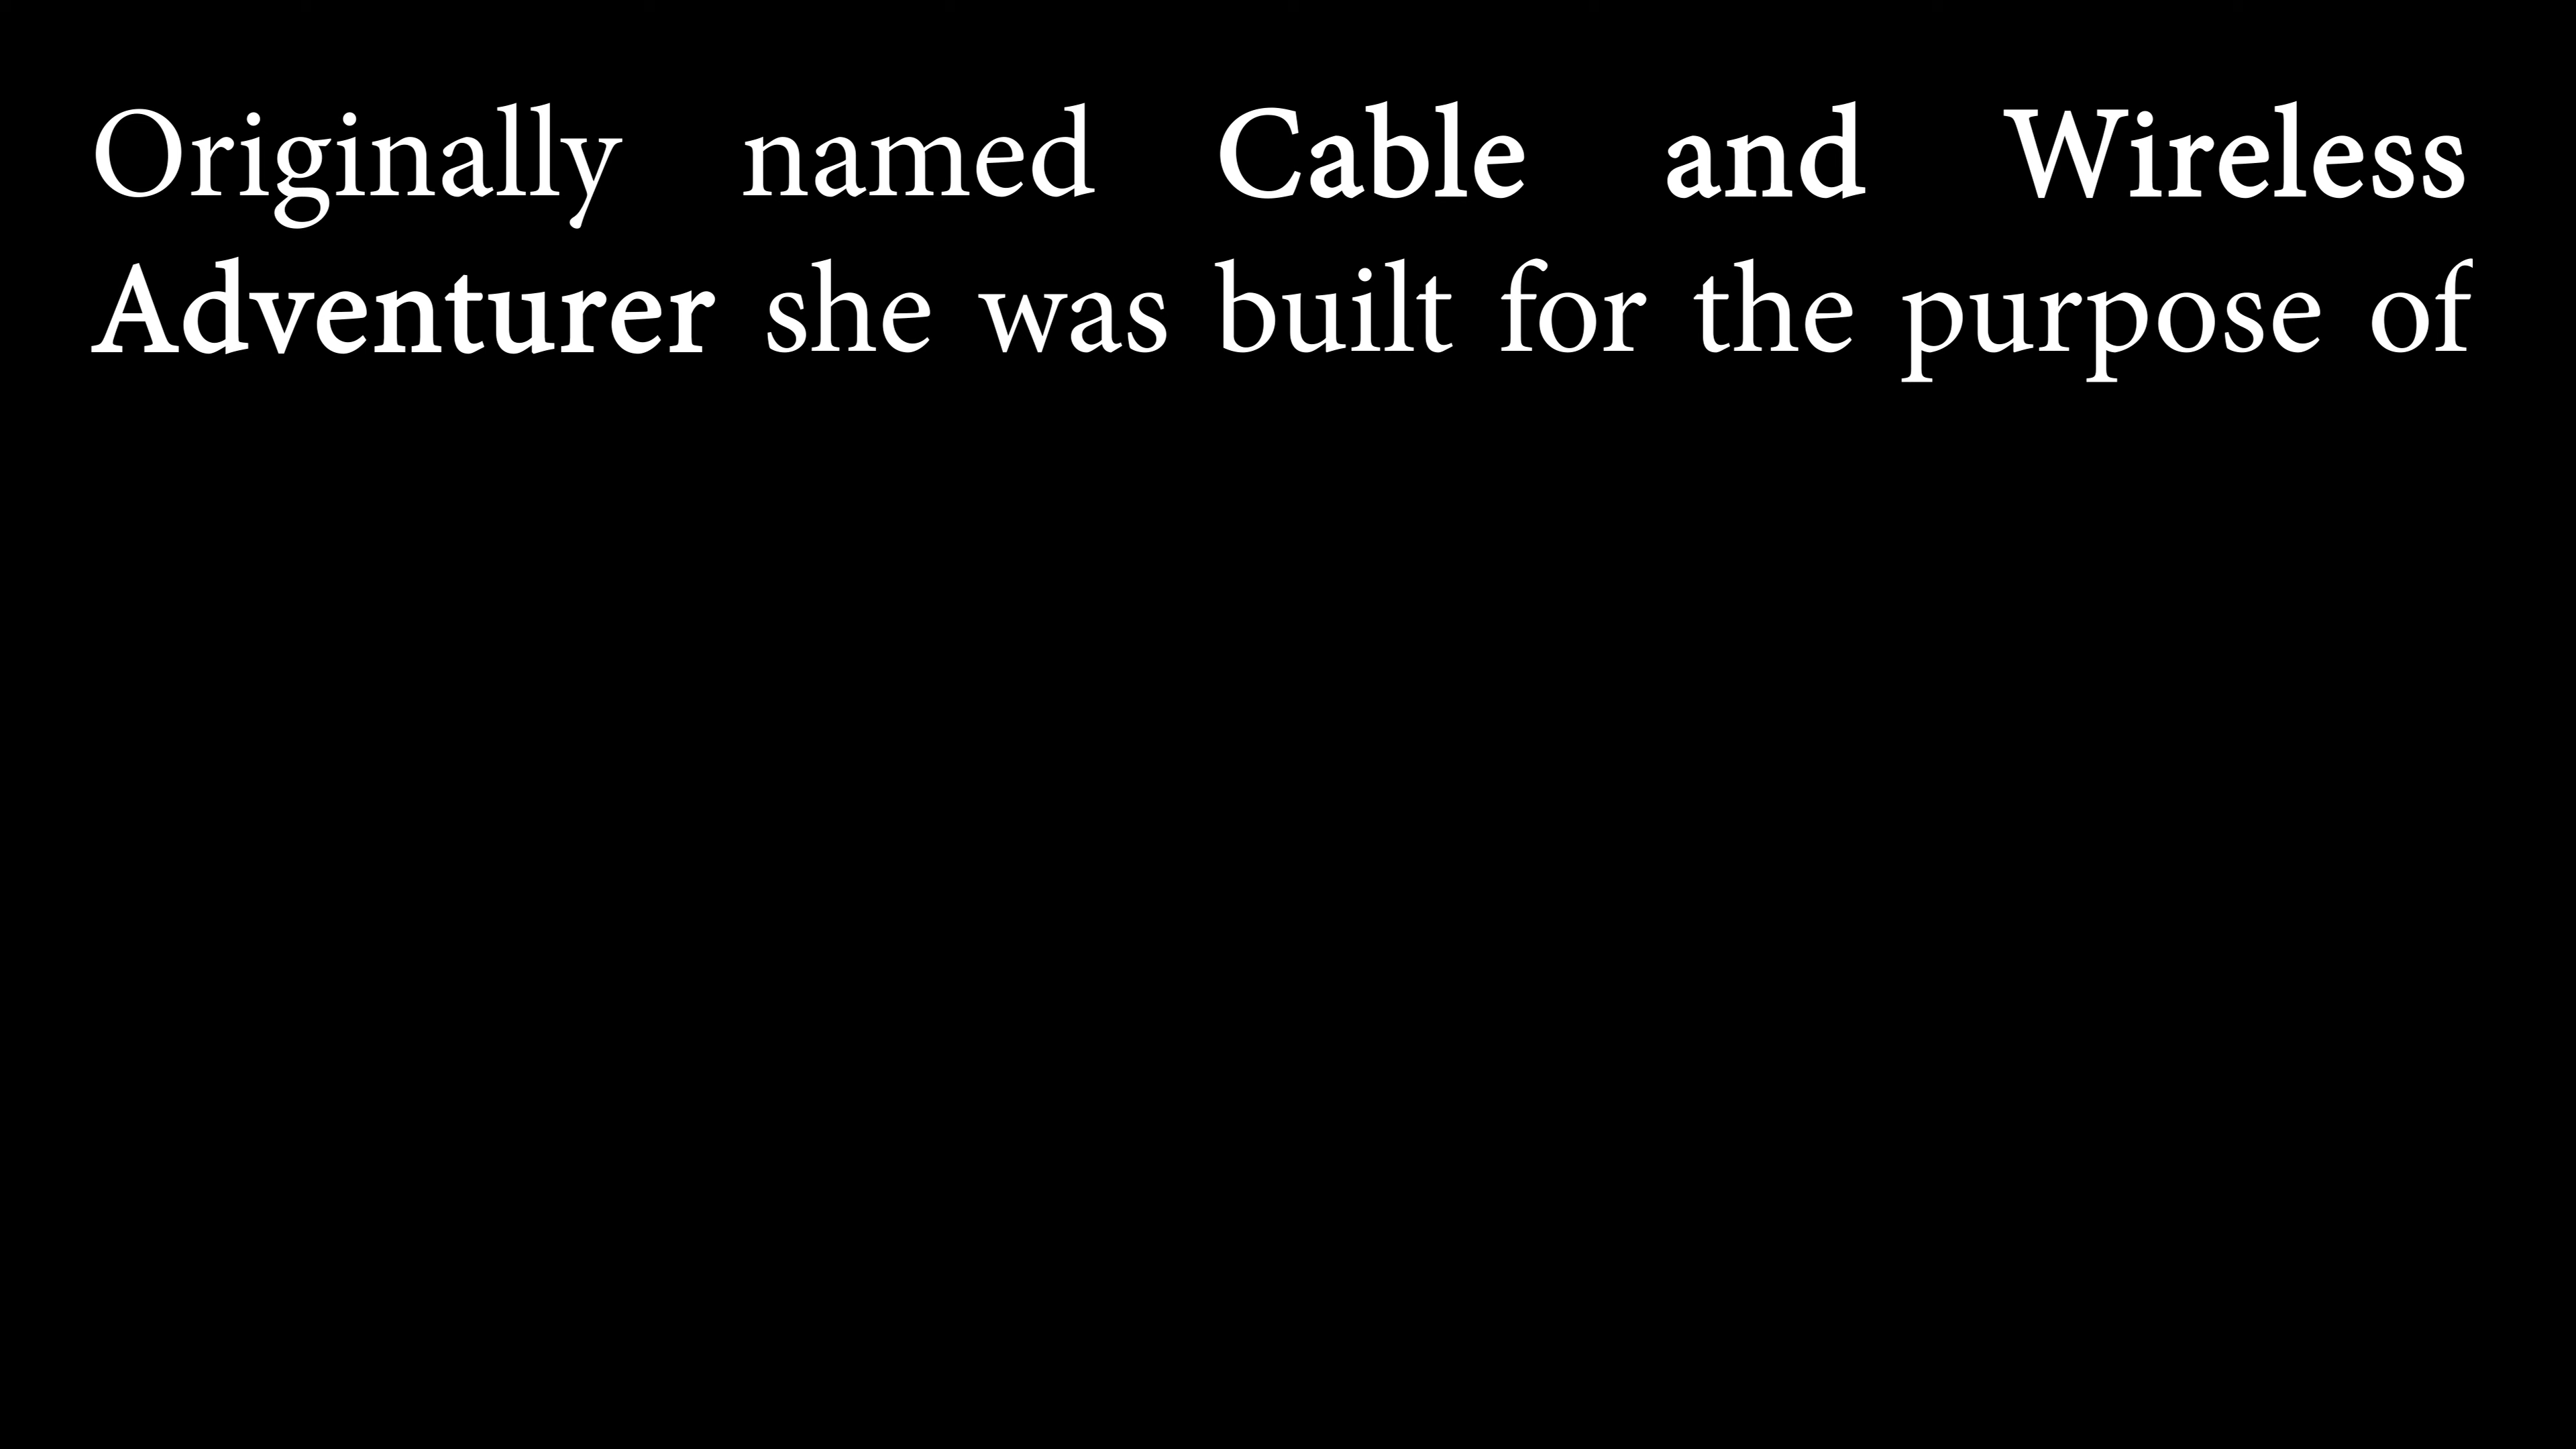 Originally named Cable and Wireless
Adventurer she was built for the purpose of